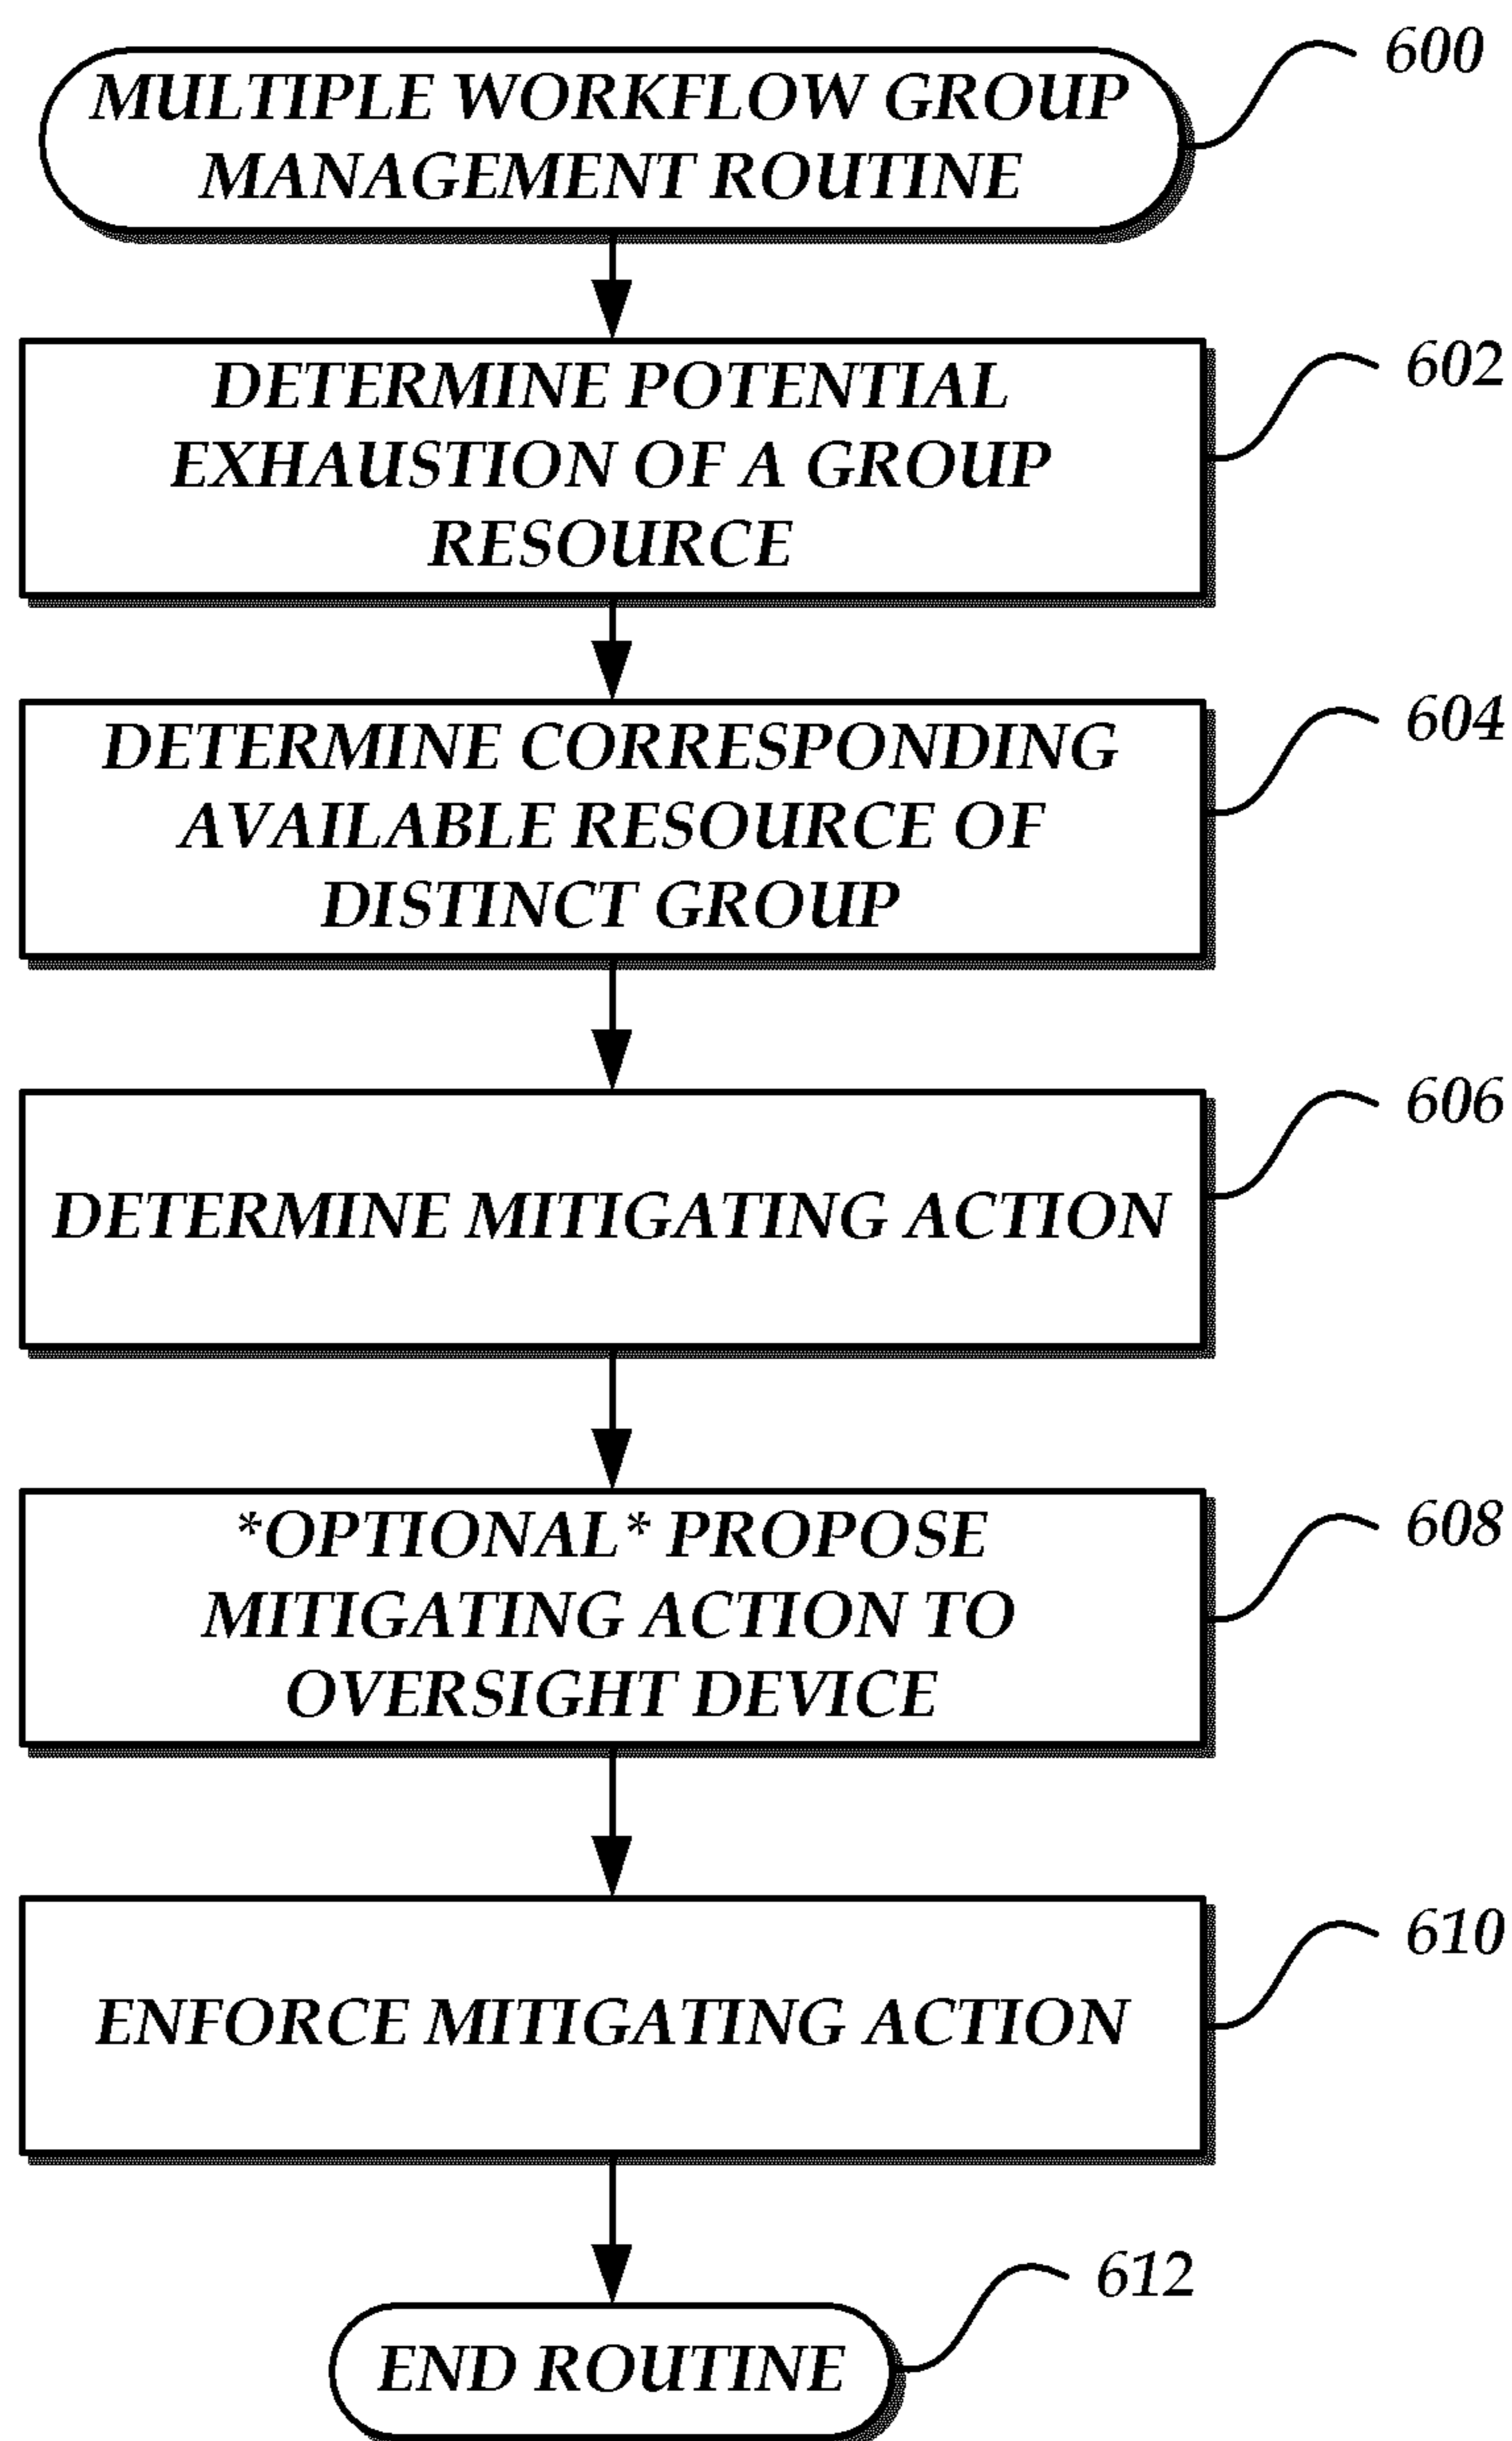 MULTIPLE WORKFLOW GROUP
MANAGEMENT ROUTINE
600
DETERMINE POTENTIAL
EXHAUSTION OF A GROUP
RESOURCE
602
DETERMINE CORRESPONDING
AVAILABLE RESOURCE OF
DISTINCT GROUP
604
DETERMINE MITIGATING ACTION
606
*OPTIONAL* PROPOSE
MITIGATING ACTION TO
OVERSIGHT DEVICE
608
ENFORCE MITIGATING ACTION
610
END ROUTINE
612